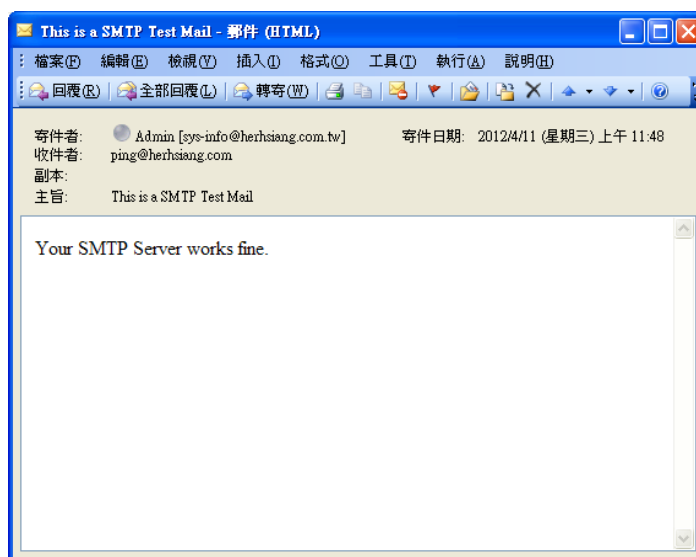 This is a SMTP Test Mail - 郵件 (HTML)
檔案(F) 編輯(E) 檢視(V) 插入(I) 格式(O) 工具(T) 執行(A) 說明(H)
回覆(R) 全部回覆(L) 轉寄(W)
寄件者: Admin [sys-info@herhsiang.com.tw] 寄件日期: 2012/4/11 (星期三) 上午 11:48
收件者: ping@herhsiang.com
副本:
主旨: This is a SMTP Test Mail
Your SMTP Server works fine.